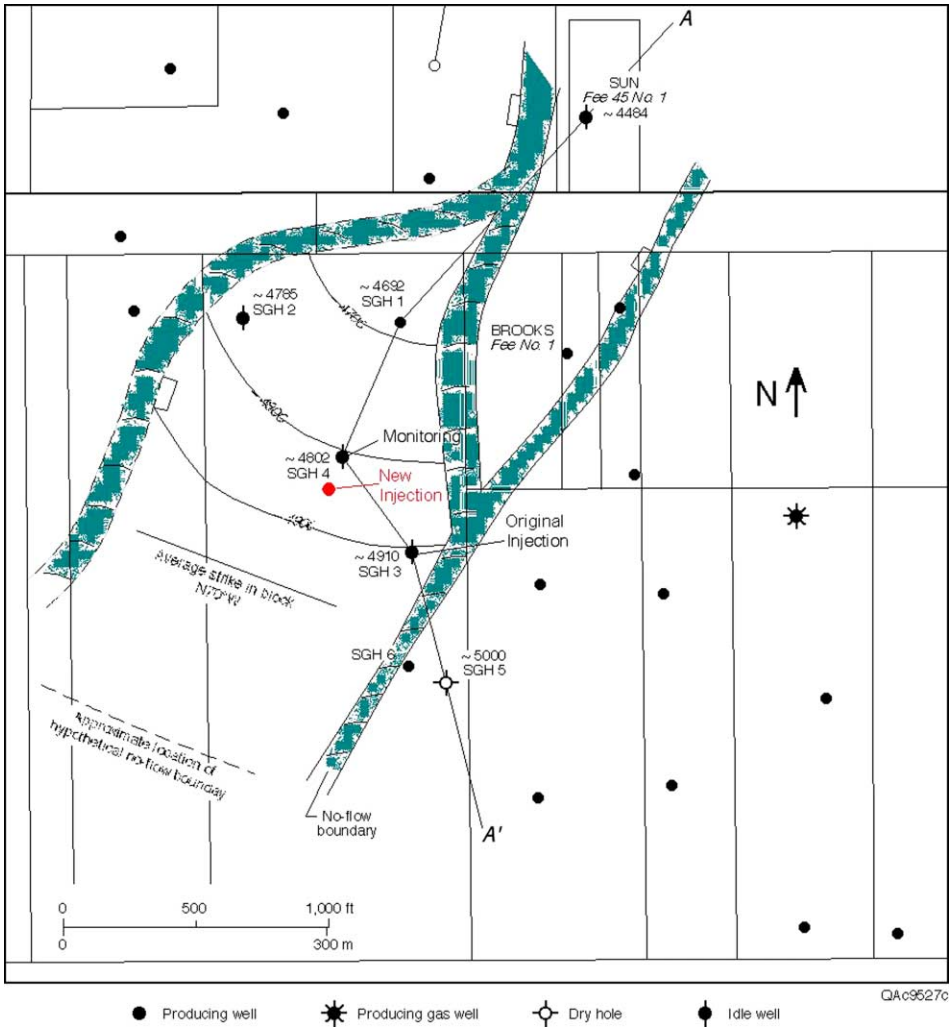 A
SUN
Fee 45 No. 1
~ 4484
~ 4692
SGH 1
4700
~ 4785
SGH 2
BROOKS
Fee No. 1
N
4800
Monitoring
~ 4802
SGH 4
New
Injection
4900
Original
Injection
~ 4910
SGH 3
Average strike in block
N70°W
SGH 6
~ 5000
SGH 5
Approximate location of
hypothetical no-flow boundary
No-flow
boundary
A'
0 500 1,000 ft
0 300 m
QAc9527c
Producing well Producing gas well Dry hole Idle well